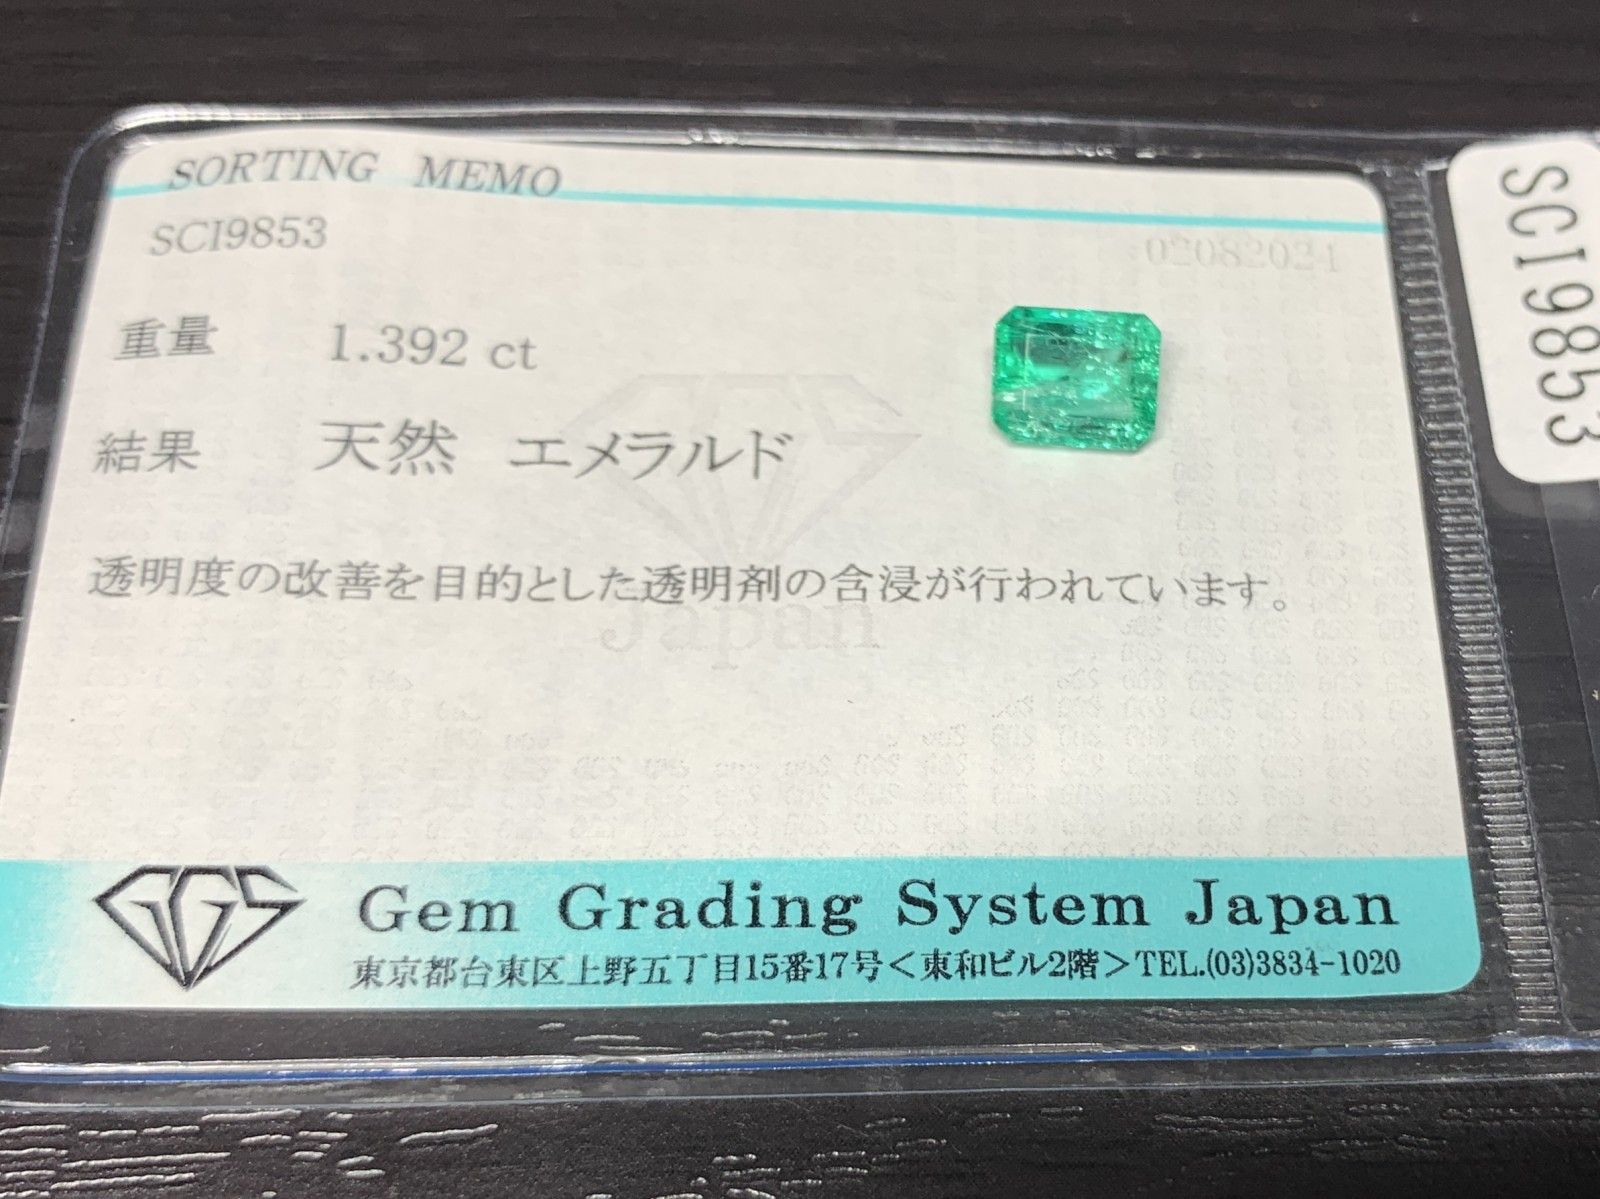 SORTING MEMO
SCI9853
02082024
重量 1.392 ct
結果 天然 エメラルド
透明度の改善を目的とした透明剤の含浸が行われています。
Japan
GGS Gem Grading System Japan
東京都台東区上野五丁目15番17号<東和ビル2階>TEL.(03)3834-1020
SCI9853